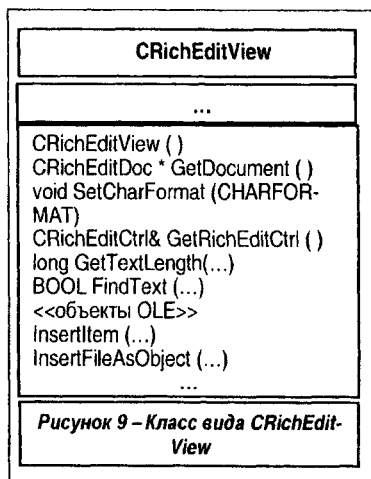 CRichEditView
...
CRichEditView ( )
CRichEditDoc * GetDocument ( )
void SetCharFormat (CHARFOR-
MAT)
CRichEditCtrl& GetRichEditCtrl ( )
long GetTextLength(...)
BOOL FindText (...)
<<объекты OLE>>
InsertItem (...)
InsertFileAsObject (...)
...
Рисунок 9 – Класс вида CRichEdit-
View